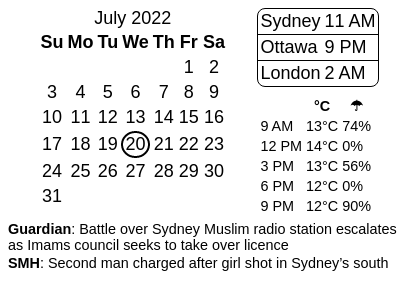 July 2022
Su Mo Tu We Th Fr Sa
1 2
3 4 5 6 7 8 9
10 11 12 13 14 15 16
17 18 19 20 21 22 23
24 25 26 27 28 29 30
31
Sydney 11 AM
Ottawa 9 PM
London 2 AM
°C ☂
9 AM 13°C 74%
12 PM 14°C 0%
3 PM 13°C 56%
6 PM 12°C 0%
9 PM 12°C 90%
Guardian: Battle over Sydney Muslim radio station escalates
as Imams council seeks to take over licence
SMH: Second man charged after girl shot in Sydney’s south